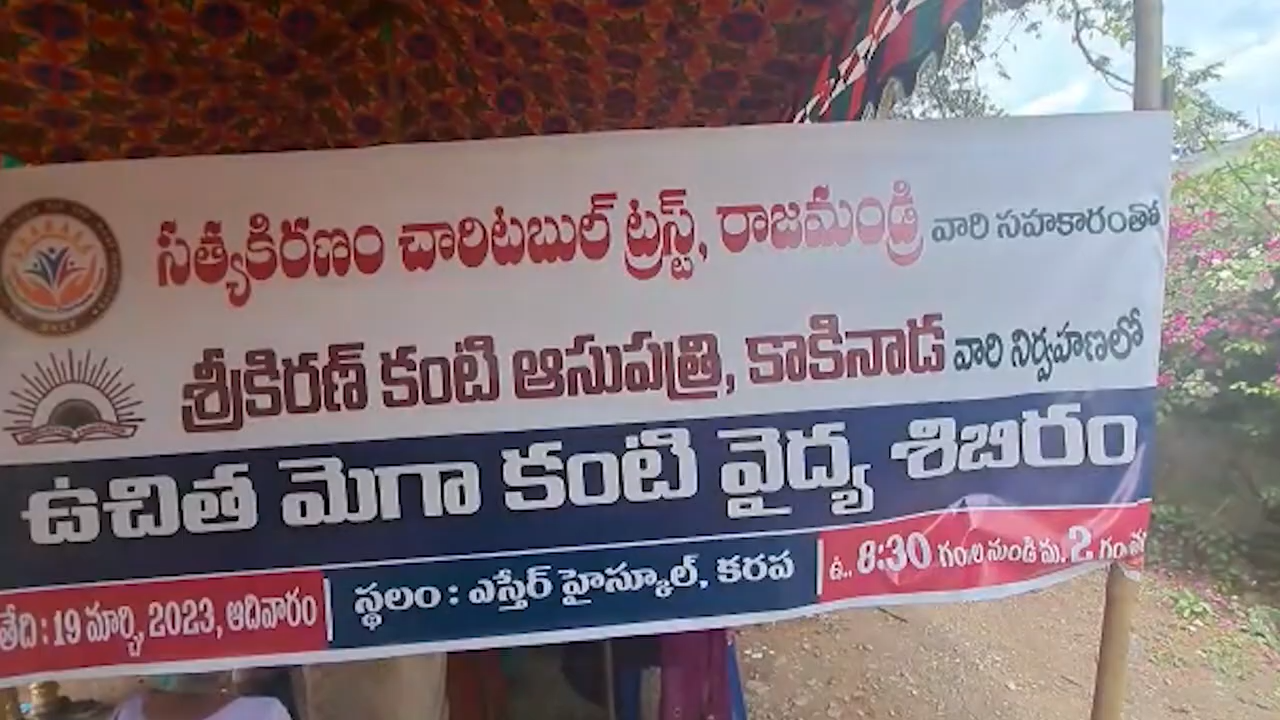 సత్యకిరణం చారిటబుల్ ట్రస్ట్, రాజమండ్రి వారి సహకారంతో
శ్రీకిరణ్ కంటి ఆసుపత్రి, కాకినాడ వారి నిర్వహణలో
ఉచిత మెగా కంటి వైద్య శిబిరం
తేది : 19 మార్చి, 2023, ఆదివారం
స్థలం : ఎస్తేర్ హైస్కూల్, కరప
ఉ.. 8:30 గం.ల నుండి మ. 2